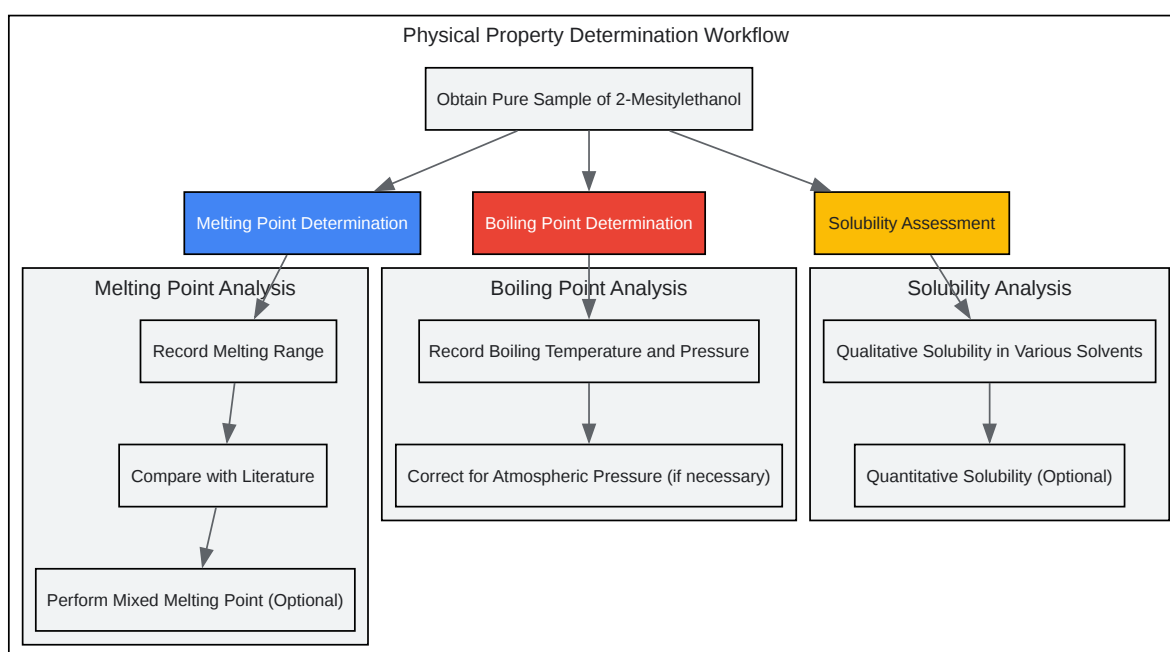 Physical Property Determination Workflow
Obtain Pure Sample of 2-Mesitylethanol
Melting Point Determination
Boiling Point Determination
Solubility Assessment
Melting Point Analysis
Boiling Point Analysis
Solubility Analysis
Record Melting Range
Record Boiling Temperature and Pressure
Qualitative Solubility in Various Solvents
Compare with Literature
Correct for Atmospheric Pressure (if necessary)
Quantitative Solubility (Optional)
Perform Mixed Melting Point (Optional)